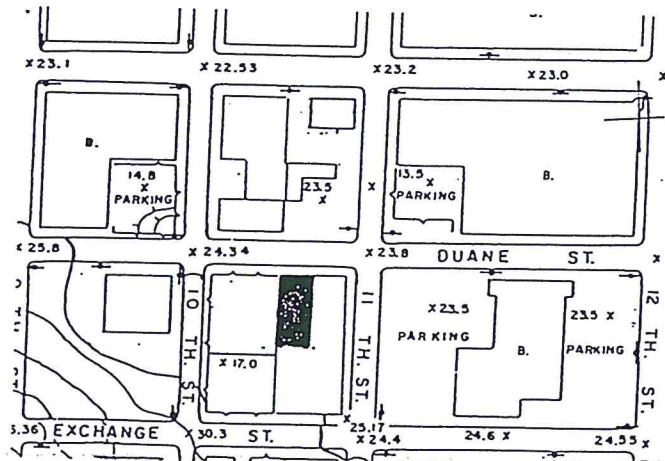 x 23.1
x 22.53
x 23.2
x 23.0
x
B.
14.8
x
PARKING
23.5
x
x
13.5
x
PARKING
B.
x 25.8
x 24.34
x 23.8
DUANE ST.
x
10 TH. ST.
x 17.0
11 TH. ST.
x 23.5
PARKING
B.
23.5 x
PARKING
12 TH. ST.
EXCHANGE ST.
x 30.3
x 25.17
x 24.4
24.6 x
24.55 x